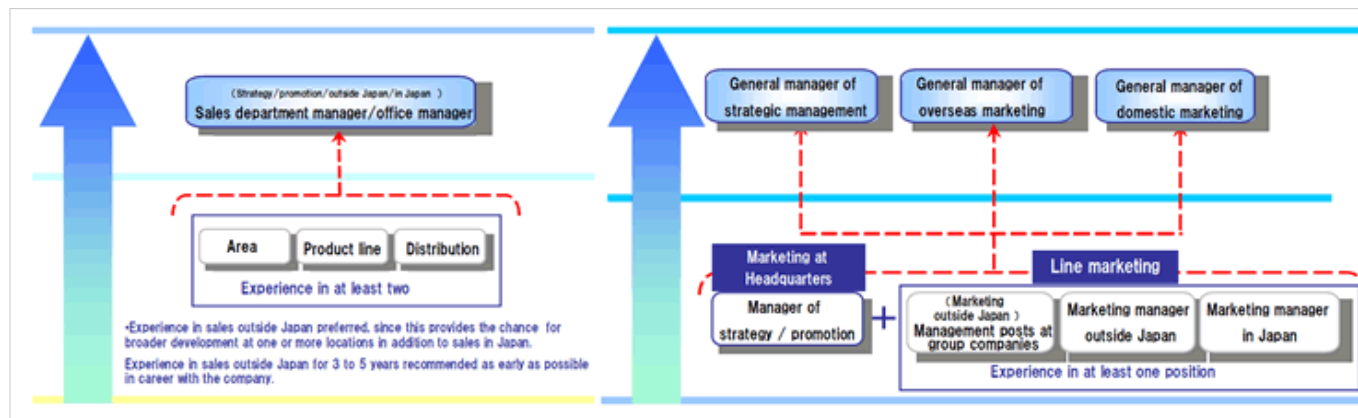 （Strategy/promotion/outside Japan/in Japan ）
Sales department manager/office manager
Area
Product line
Distribution
Experience in at least two
•Experience in sales outside Japan preferred, since this provides the chance for
broader development at one or more locations in addition to sales in Japan.
Experience in sales outside Japan for 3 to 5 years recommended as early as possible
in career with the company.
General manager of
strategic management
General manager of
overseas marketing
General manager of
domestic marketing
Marketing at
Headquarters
Line marketing
Manager of
strategy / promotion
+
（Marketing
outside Japan ）
Management posts at
group companies
Marketing manager
outside Japan
Marketing manager
in Japan
Experience in at least one position